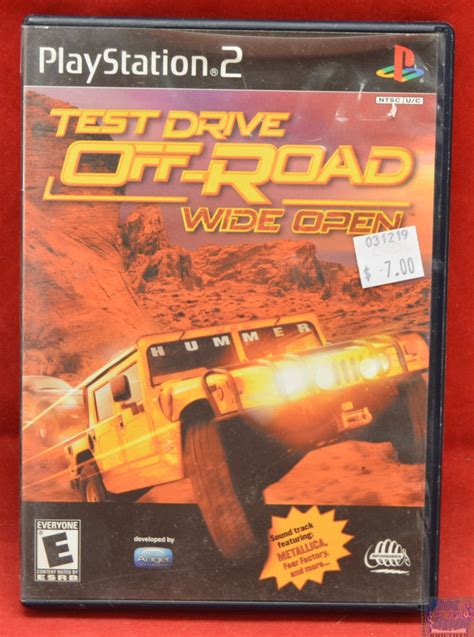 PlayStation®2
NTSC U/C
TEST DRIVE
OFF-ROAD
WIDE OPEN
031219
$ 7.00
HUMMER
EVERYONE
E
CONTENT RATED BY
ESRB
developed by
Angel
Sound track
featuring:
METALLICA,
Fear Factory,
and more...